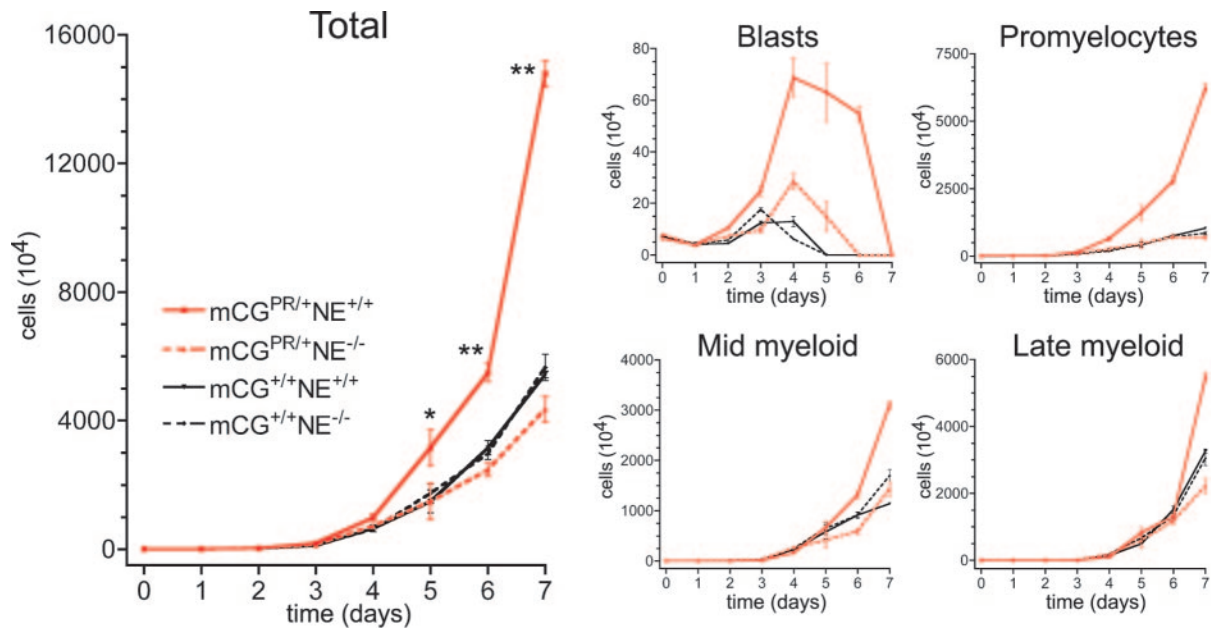 Total
16000
12000
8000
4000
0
cells (10⁴)
**
**
*
mCGᴾᴿ/⁺NE⁺/⁺
mCGᴾᴿ/⁺NE⁻/⁻
mCG⁺/⁺NE⁺/⁺
mCG⁺/⁺NE⁻/⁻
0 1 2 3 4 5 6 7
time (days)
Blasts
80
60
40
20
0
cells (10⁴)
0 1 2 3 4 5 6 7
time (days)
Promyelocytes
7500
5000
2500
0
cells (10⁴)
0 1 2 3 4 5 6 7
time (days)
Mid myeloid
4000
3000
2000
1000
0
cells (10⁴)
0 1 2 3 4 5 6 7
time (days)
Late myeloid
6000
4000
2000
0
cells (10⁴)
0 1 2 3 4 5 6 7
time (days)